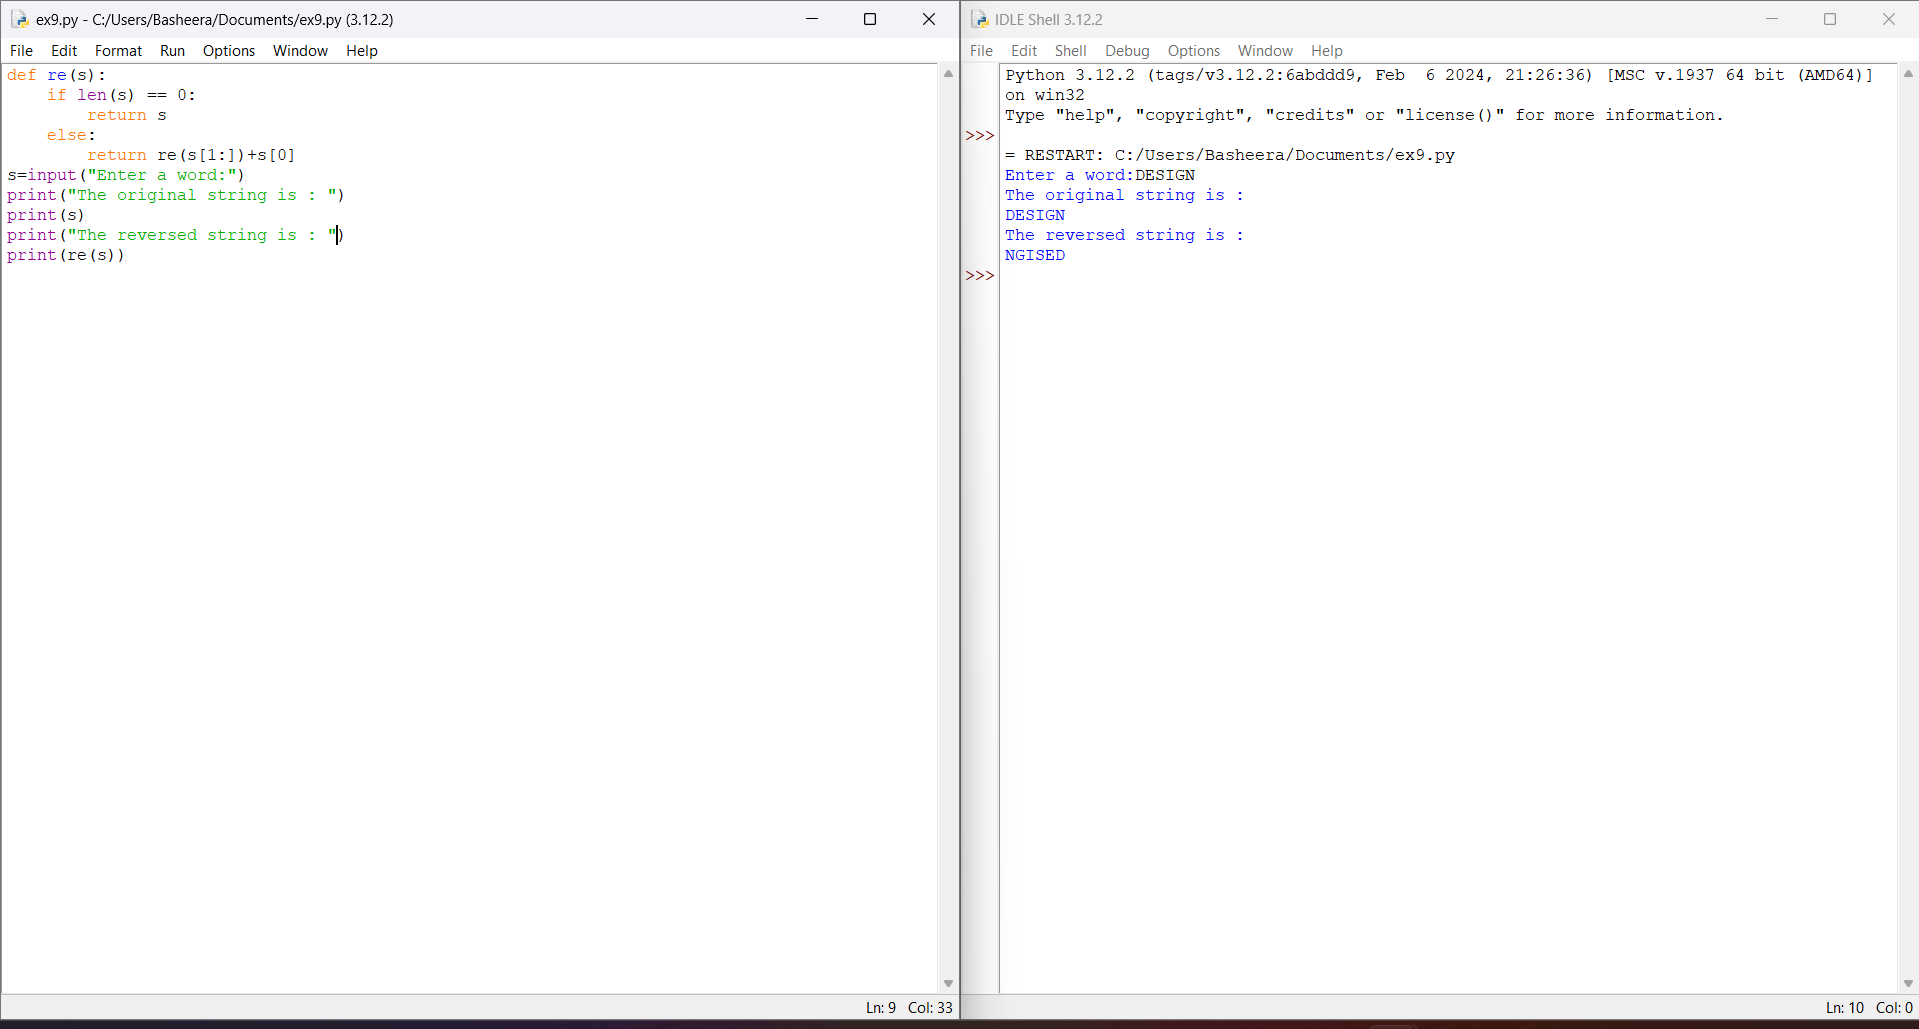 ex9.py - C:/Users/Basheera/Documents/ex9.py (3.12.2)
File Edit Format Run Options Window Help
def re(s):
    if len(s) == 0:
        return s
    else:
        return re(s[1:])+s[0]
s=input("Enter a word:")
print("The original string is : ")
print(s)
print("The reversed string is : ")
print(re(s))
Ln: 9 Col: 33
IDLE Shell 3.12.2
File Edit Shell Debug Options Window Help
Python 3.12.2 (tags/v3.12.2:6abddd9, Feb  6 2024, 21:26:36) [MSC v.1937 64 bit (AMD64)]
on win32
Type "help", "copyright", "credits" or "license()" for more information.
>>>
= RESTART: C:/Users/Basheera/Documents/ex9.py
Enter a word:DESIGN
The original string is :
DESIGN
The reversed string is :
NGISED
>>>
Ln: 10 Col: 0